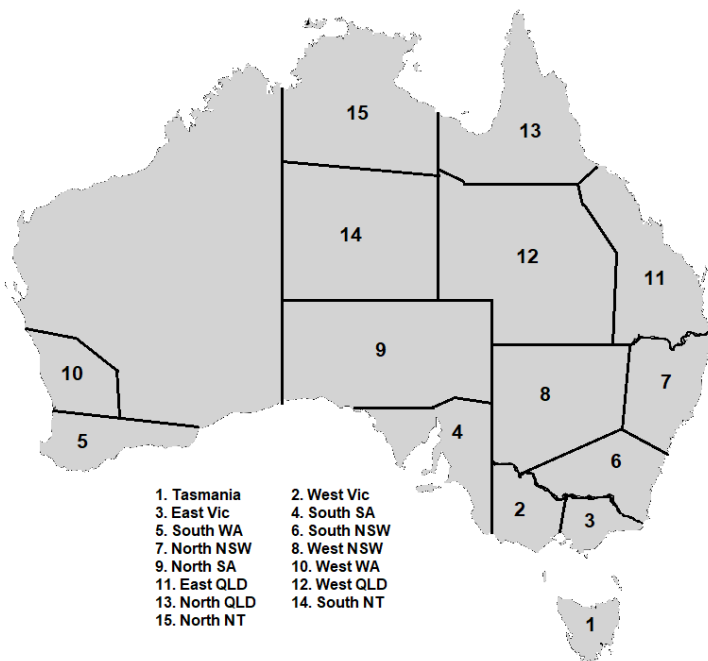 15
13
14
12
11
9
10
7
8
4
5
6
2
3
1. Tasmania 2. West Vic
3. East Vic 4. South SA
5. South WA 6. South NSW
7. North NSW 8. West NSW
9. North SA 10. West WA
11. East QLD 12. West QLD
13. North QLD 14. South NT
15. North NT
1